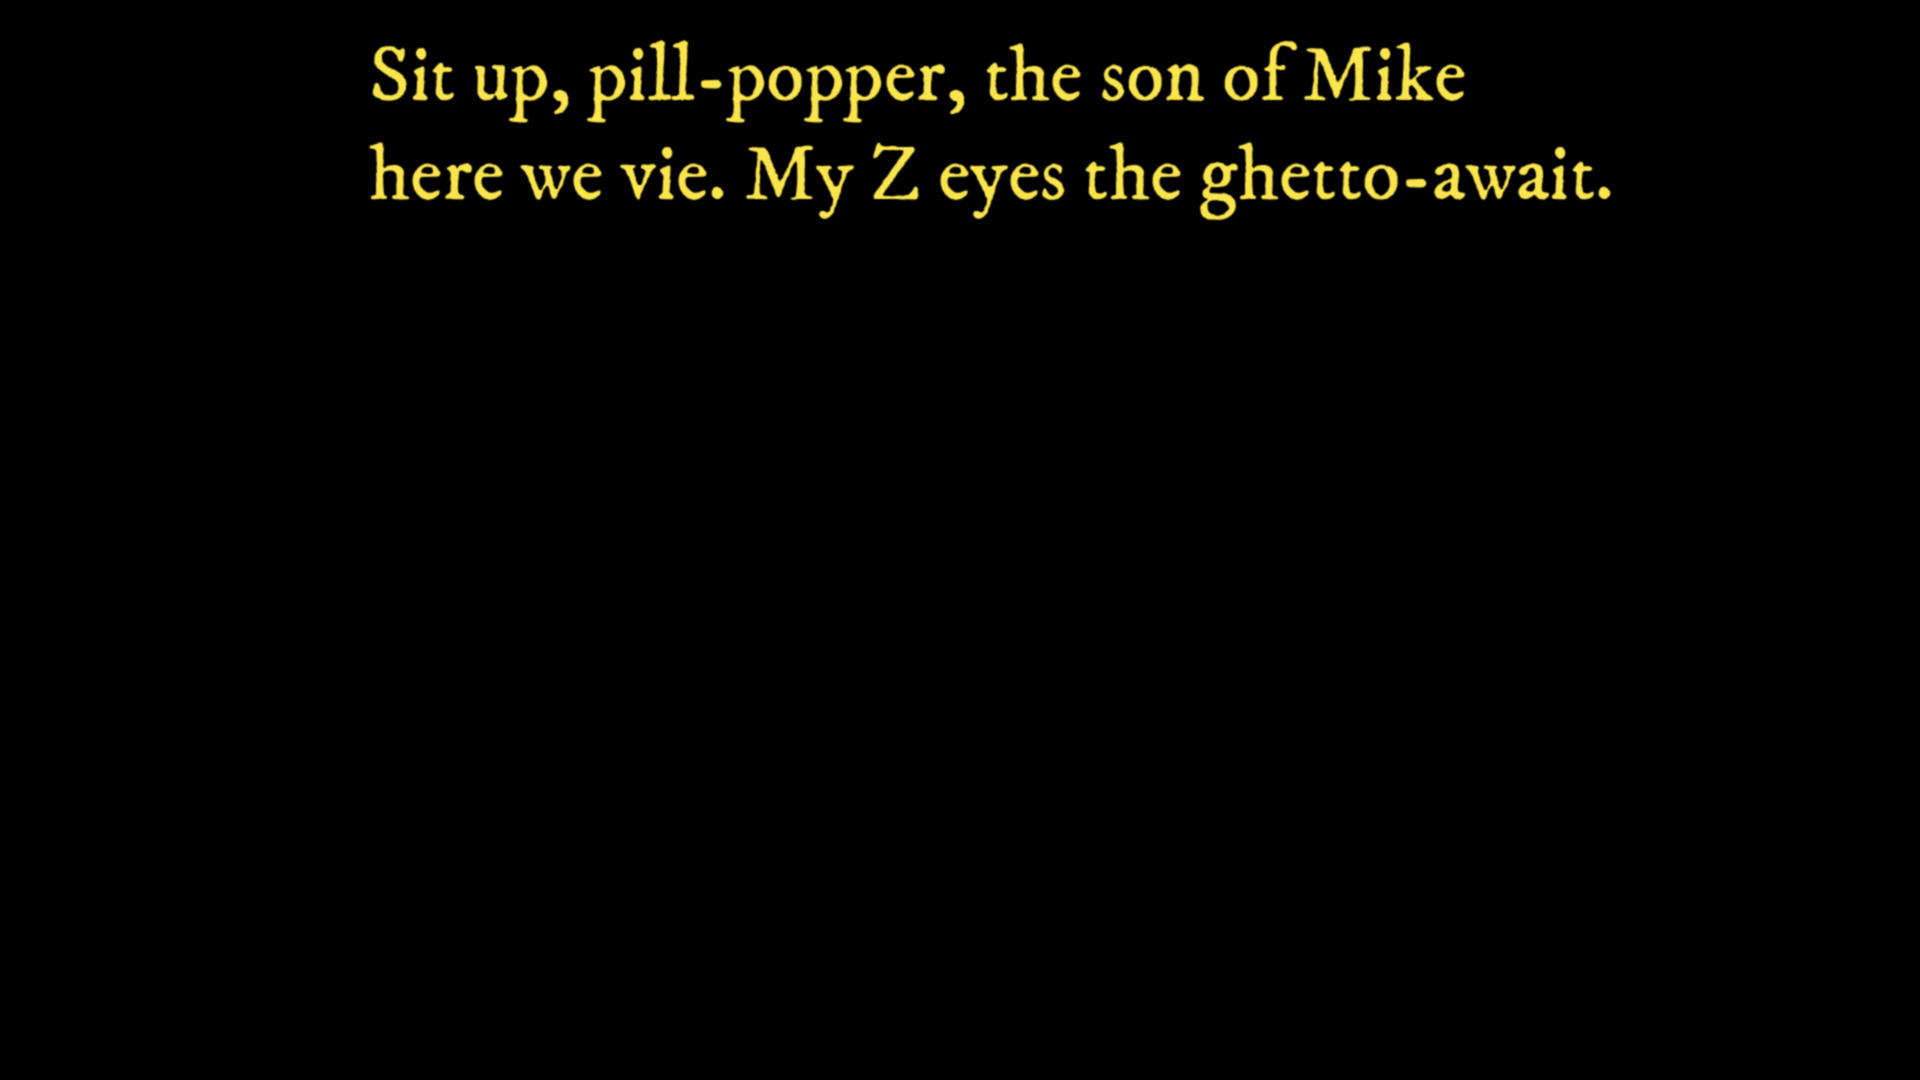 Sit up, pill-popper, the son of Mike
here we vie. My Z eyes the ghetto-await.